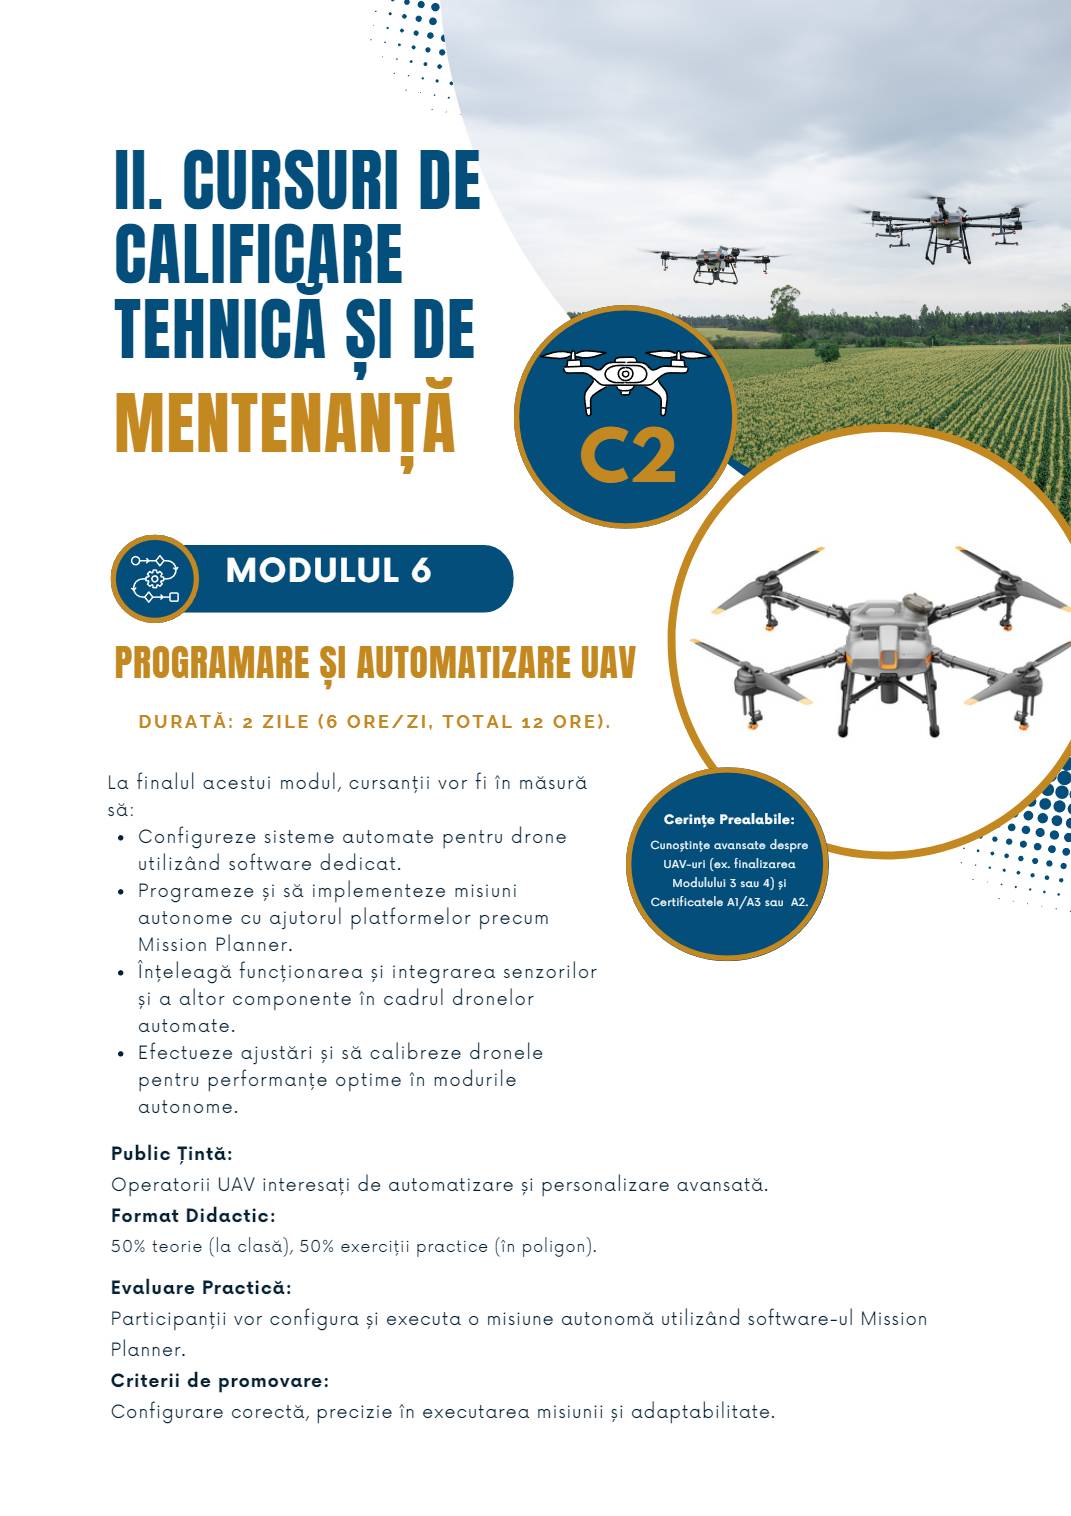 II. CURSURI DE
CALIFICARE
TEHNICĂ ȘI DE
MENTENANȚĂ
C2
MODULUL 6
PROGRAMARE ȘI AUTOMATIZARE UAV
DURATĂ: 2 ZILE (6 ORE/ZI, TOTAL 12 ORE).
La finalul acestui modul, cursanții vor fi în măsură
să:
• Configureze sisteme automate pentru drone
utilizând software dedicat.
• Programeze și să implementeze misiuni
autonome cu ajutorul platformelor precum
Mission Planner.
• Înțeleagă funcționarea și integrarea senzorilor
și a altor componente în cadrul dronelor
automate.
• Efectueze ajustări și să calibreze dronele
pentru performanțe optime în modurile
autonome.
Cerințe Prealabile:
Cunoștințe avansate despre
UAV-uri (ex. finalizarea
Modulului 3 sau 4) și
Certificatele A1/A3 sau A2.
Public Țintă:
Operatorii UAV interesați de automatizare și personalizare avansată.
Format Didactic:
50% teorie (la clasă), 50% exerciții practice (în poligon).
Evaluare Practică:
Participanții vor configura și executa o misiune autonomă utilizând software-ul Mission
Planner.
Criterii de promovare:
Configurare corectă, precizie în executarea misiunii și adaptabilitate.